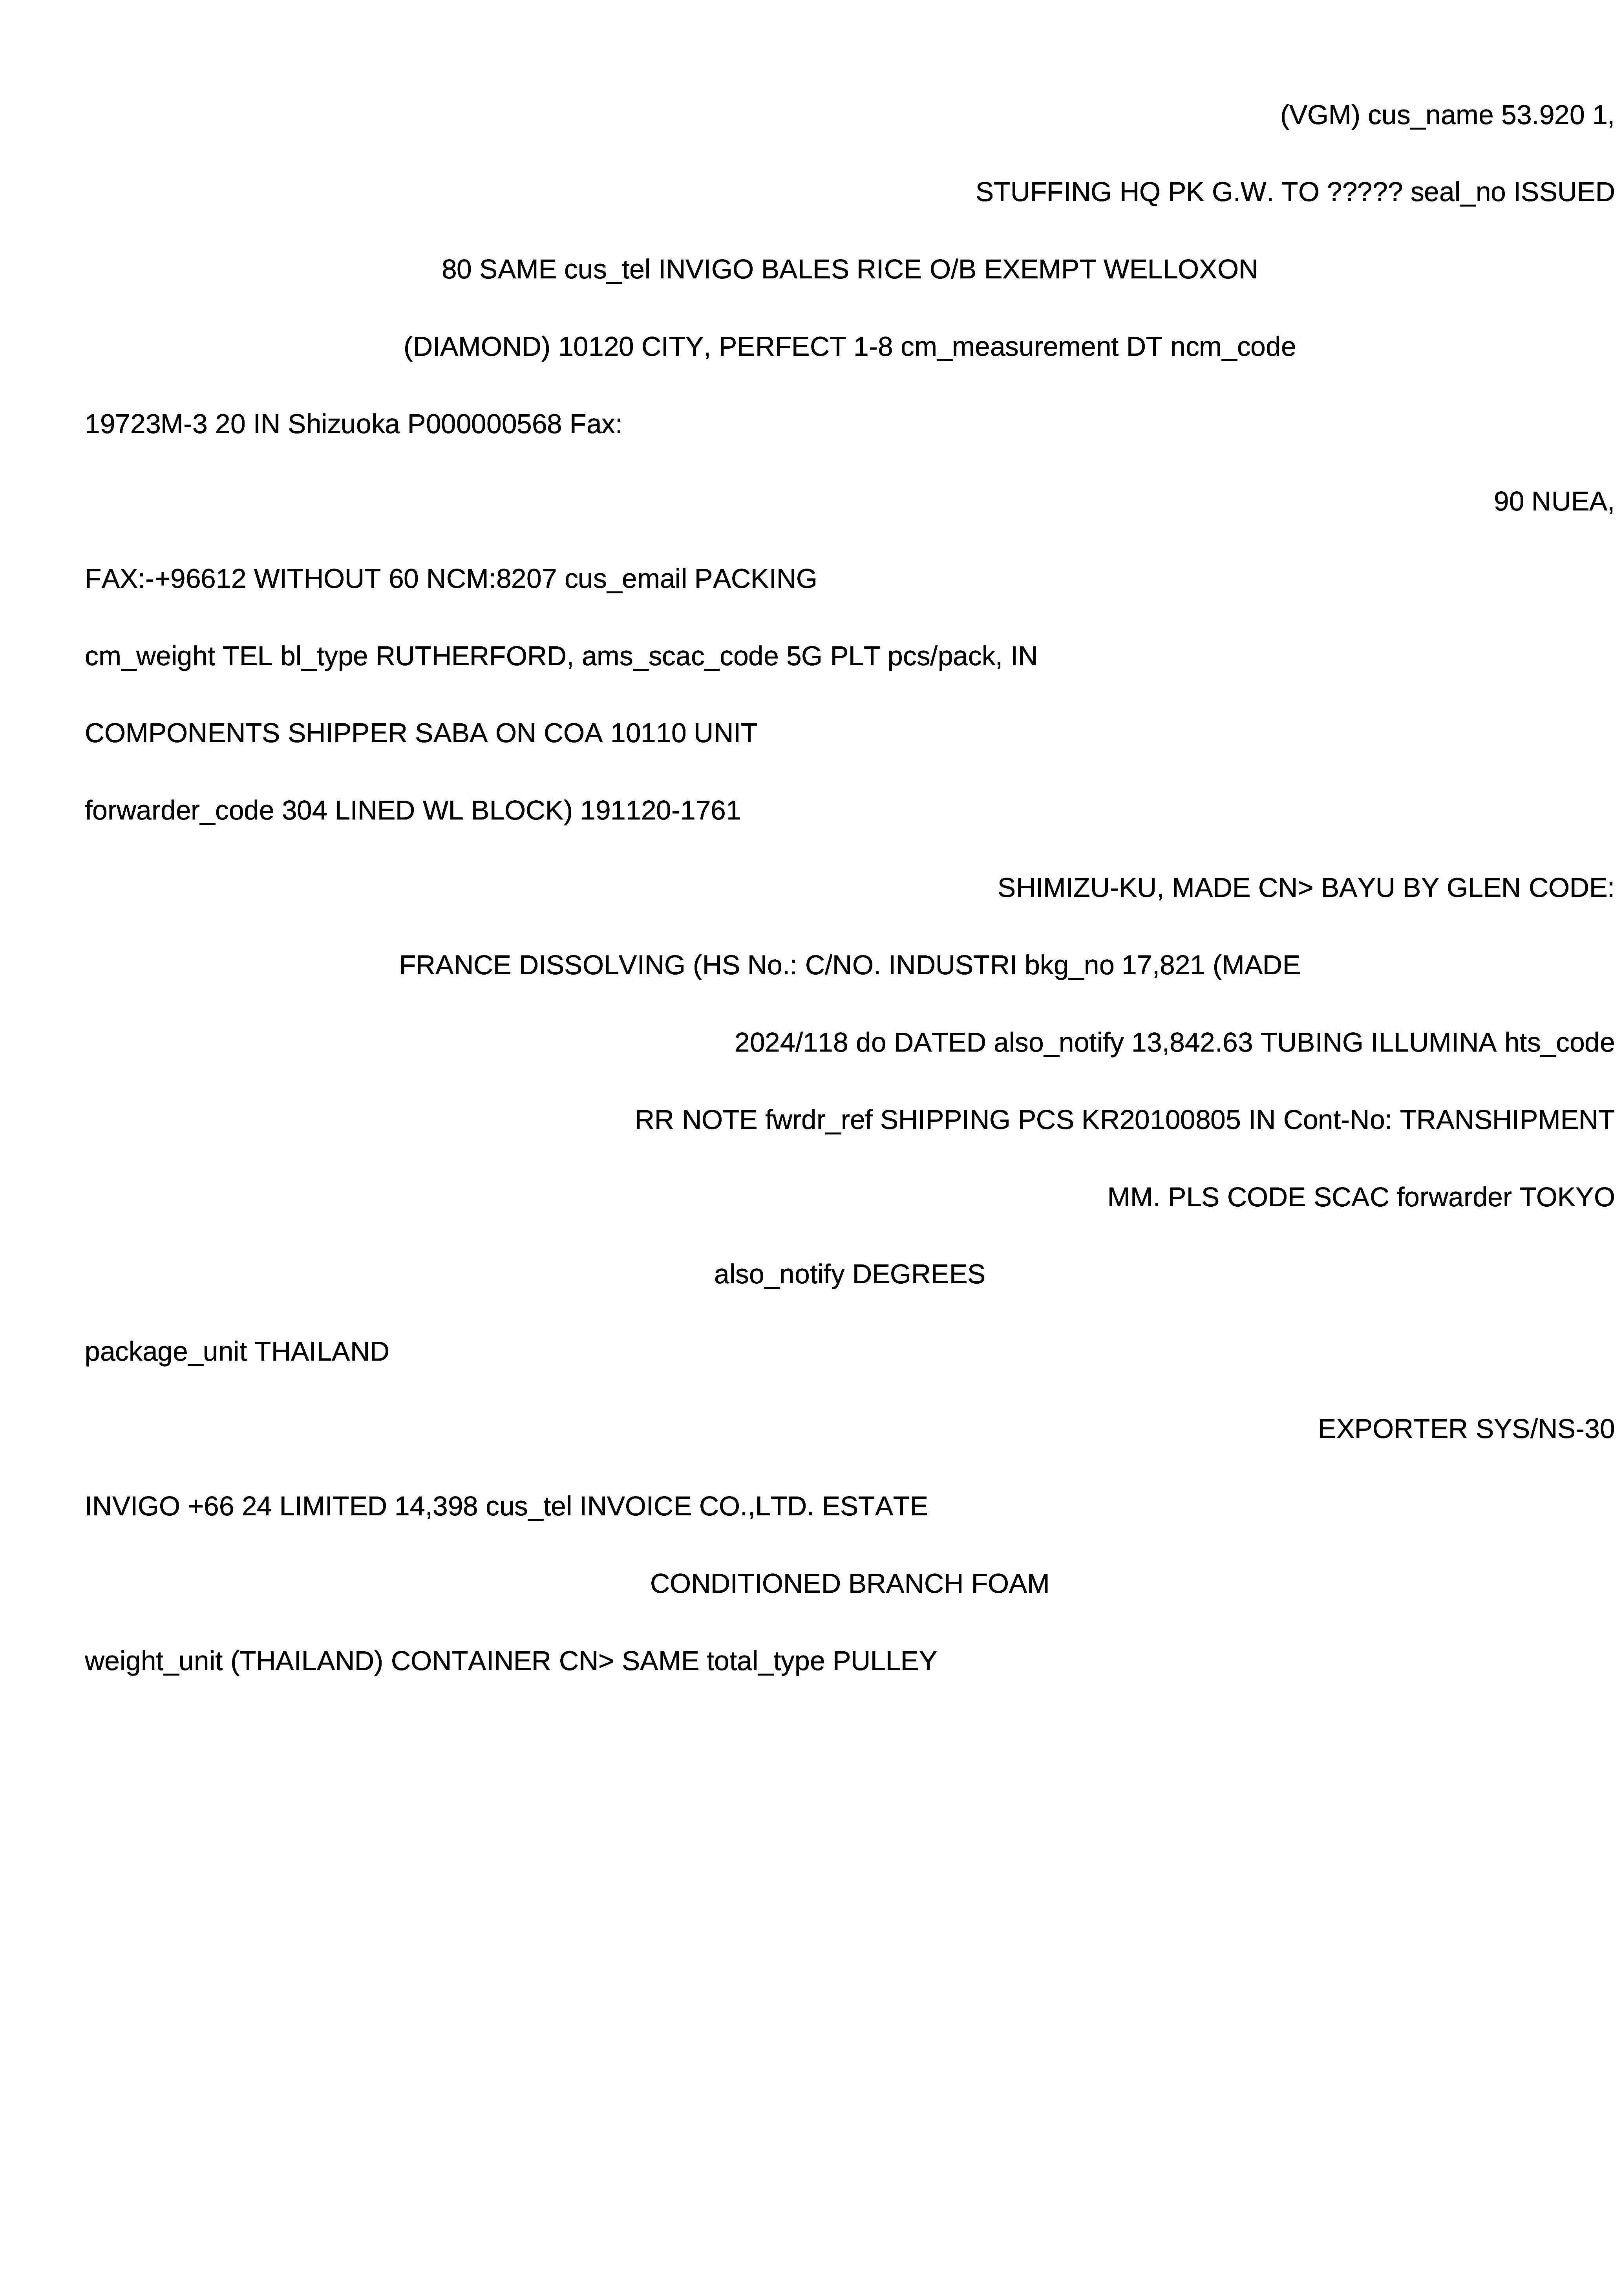 (VGM) cus_name 53.920 1,
STUFFING HQ PK G.W. TO ????? seal_no ISSUED
80 SAME cus_tel INVIGO BALES RICE O/B EXEMPT WELLOXON
(DIAMOND) 10120 CITY, PERFECT 1-8 cm_measurement DT ncm_code
19723M-3 20 IN Shizuoka P000000568 Fax:
90 NUEA,
FAX:-+96612 WITHOUT 60 NCM:8207 cus_email PACKING
cm_weight TEL bl_type RUTHERFORD, ams_scac_code 5G PLT pcs/pack, IN
COMPONENTS SHIPPER SABA ON COA 10110 UNIT
forwarder_code 304 LINED WL BLOCK) 191120-1761
SHIMIZU-KU, MADE CN> BAYU BY GLEN CODE:
FRANCE DISSOLVING (HS No.: C/NO. INDUSTRI bkg_no 17,821 (MADE
2024/118 do DATED also_notify 13,842.63 TUBING ILLUMINA hts_code
RR NOTE fwrdr_ref SHIPPING PCS KR20100805 IN Cont-No: TRANSHIPMENT
MM. PLS CODE SCAC forwarder TOKYO
also_notify DEGREES
package_unit THAILAND
EXPORTER SYS/NS-30
INVIGO +66 24 LIMITED 14,398 cus_tel INVOICE CO.,LTD. ESTATE
CONDITIONED BRANCH FOAM
weight_unit (THAILAND) CONTAINER CN> SAME total_type PULLEY